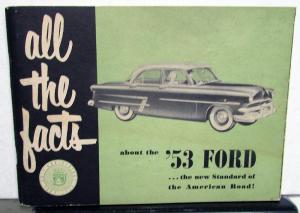 all
the
facts
about the '53 FORD
...the new Standard of
the American Road!